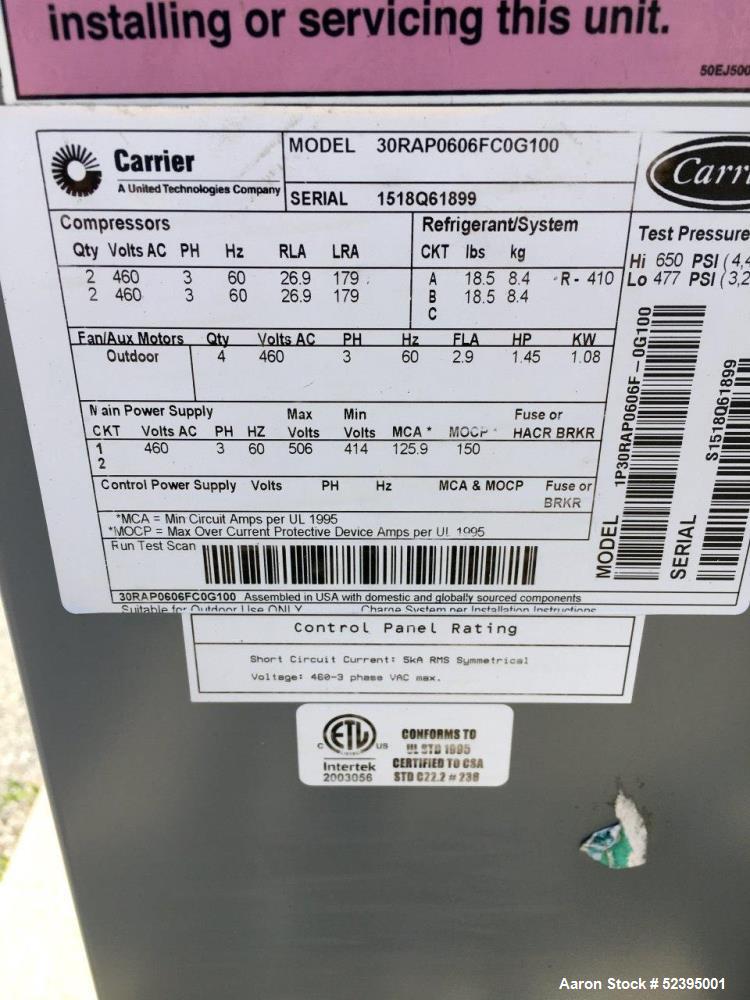 installing or servicing this unit.
50EJ500
Carrier
A United Technologies Company
MODEL 30RAP0606FC0G100
SERIAL 1518Q61899
Carri
Compressors
Qty Volts AC PH Hz RLA LRA
2 460 3 60 26.9 179
2 460 3 60 26.9 179
Refrigerant/System
CKT lbs kg
A 18.5 8.4 R- 410
B 18.5 8.4
C
Test Pressure
Hi 650 PSI (4,4
Lo 477 PSI (3,2
Fan/Aux Motors Qty Volts AC PH Hz FLA HP KW
Outdoor 4 460 3 60 2.9 1.45 1.08
Main Power Supply Max Min Fuse or
CKT Volts AC PH HZ Volts Volts MCA * MOCP * HACR BRKR
1 460 3 60 506 414 125.9 150
2
Control Power Supply Volts PH Hz MCA & MOCP Fuse or
BRKR
*MCA = Min Circuit Amps per UL 1995
*MOCP = Max Over Current Protective Device Amps per UL 1995
Run Test Scan
MODEL 1P30RAP0606F-0G100
SERIAL S1518Q61899
30RAP0606FC0G100 Assembled in USA with domestic and globally sourced components
Suitable for Outdoor Use ONLY Charge System per Installation Instructions
Control Panel Rating
Short Circuit Current: 5kA RMS Symmetrical
Voltage: 460-3 phase VAC max.
C ETL US
LISTED
Intertek
2003056
CONFORMS TO
UL STD 1995
CERTIFIED TO CSA
STD C22.2 # 236
Aaron Stock # 52395001